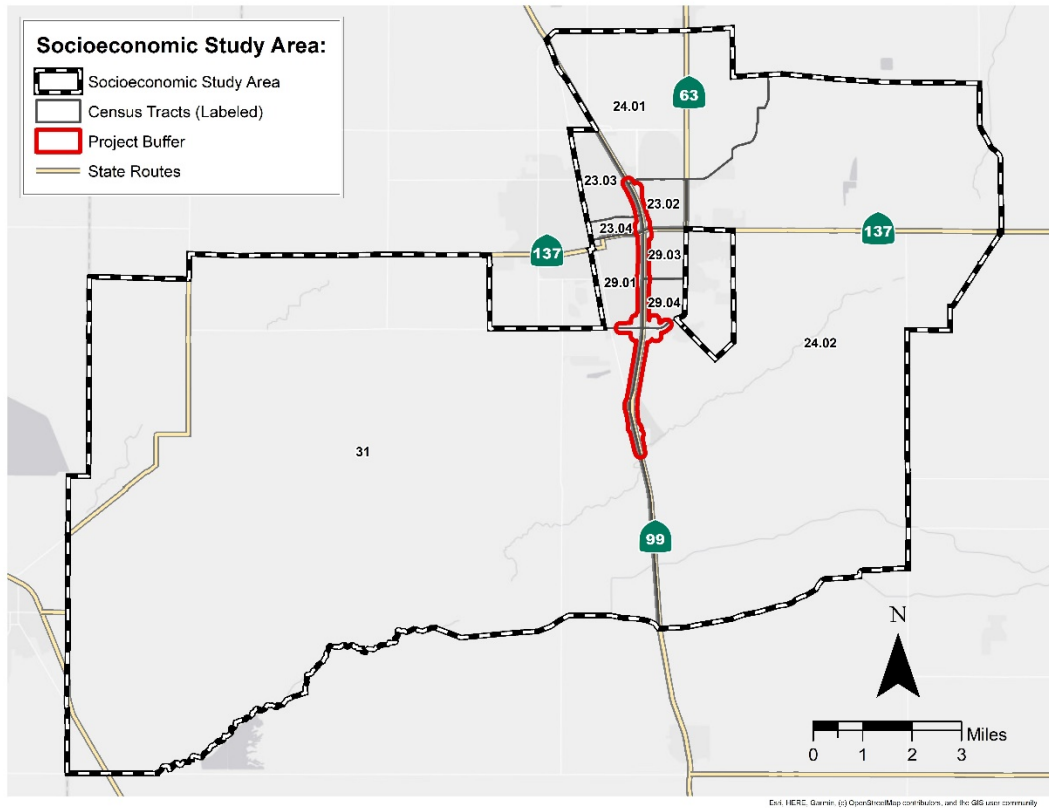 Socioeconomic Study Area:
Socioeconomic Study Area
Census Tracts (Labeled)
Project Buffer
State Routes
24.01
63
23.03
23.02
23.04
137
137
29.03
29.01
29.04
24.02
31
99
N
Miles
0 1 2 3
Esri, HERE, Garmin, (c) OpenStreetMap contributors, and the GIS user community